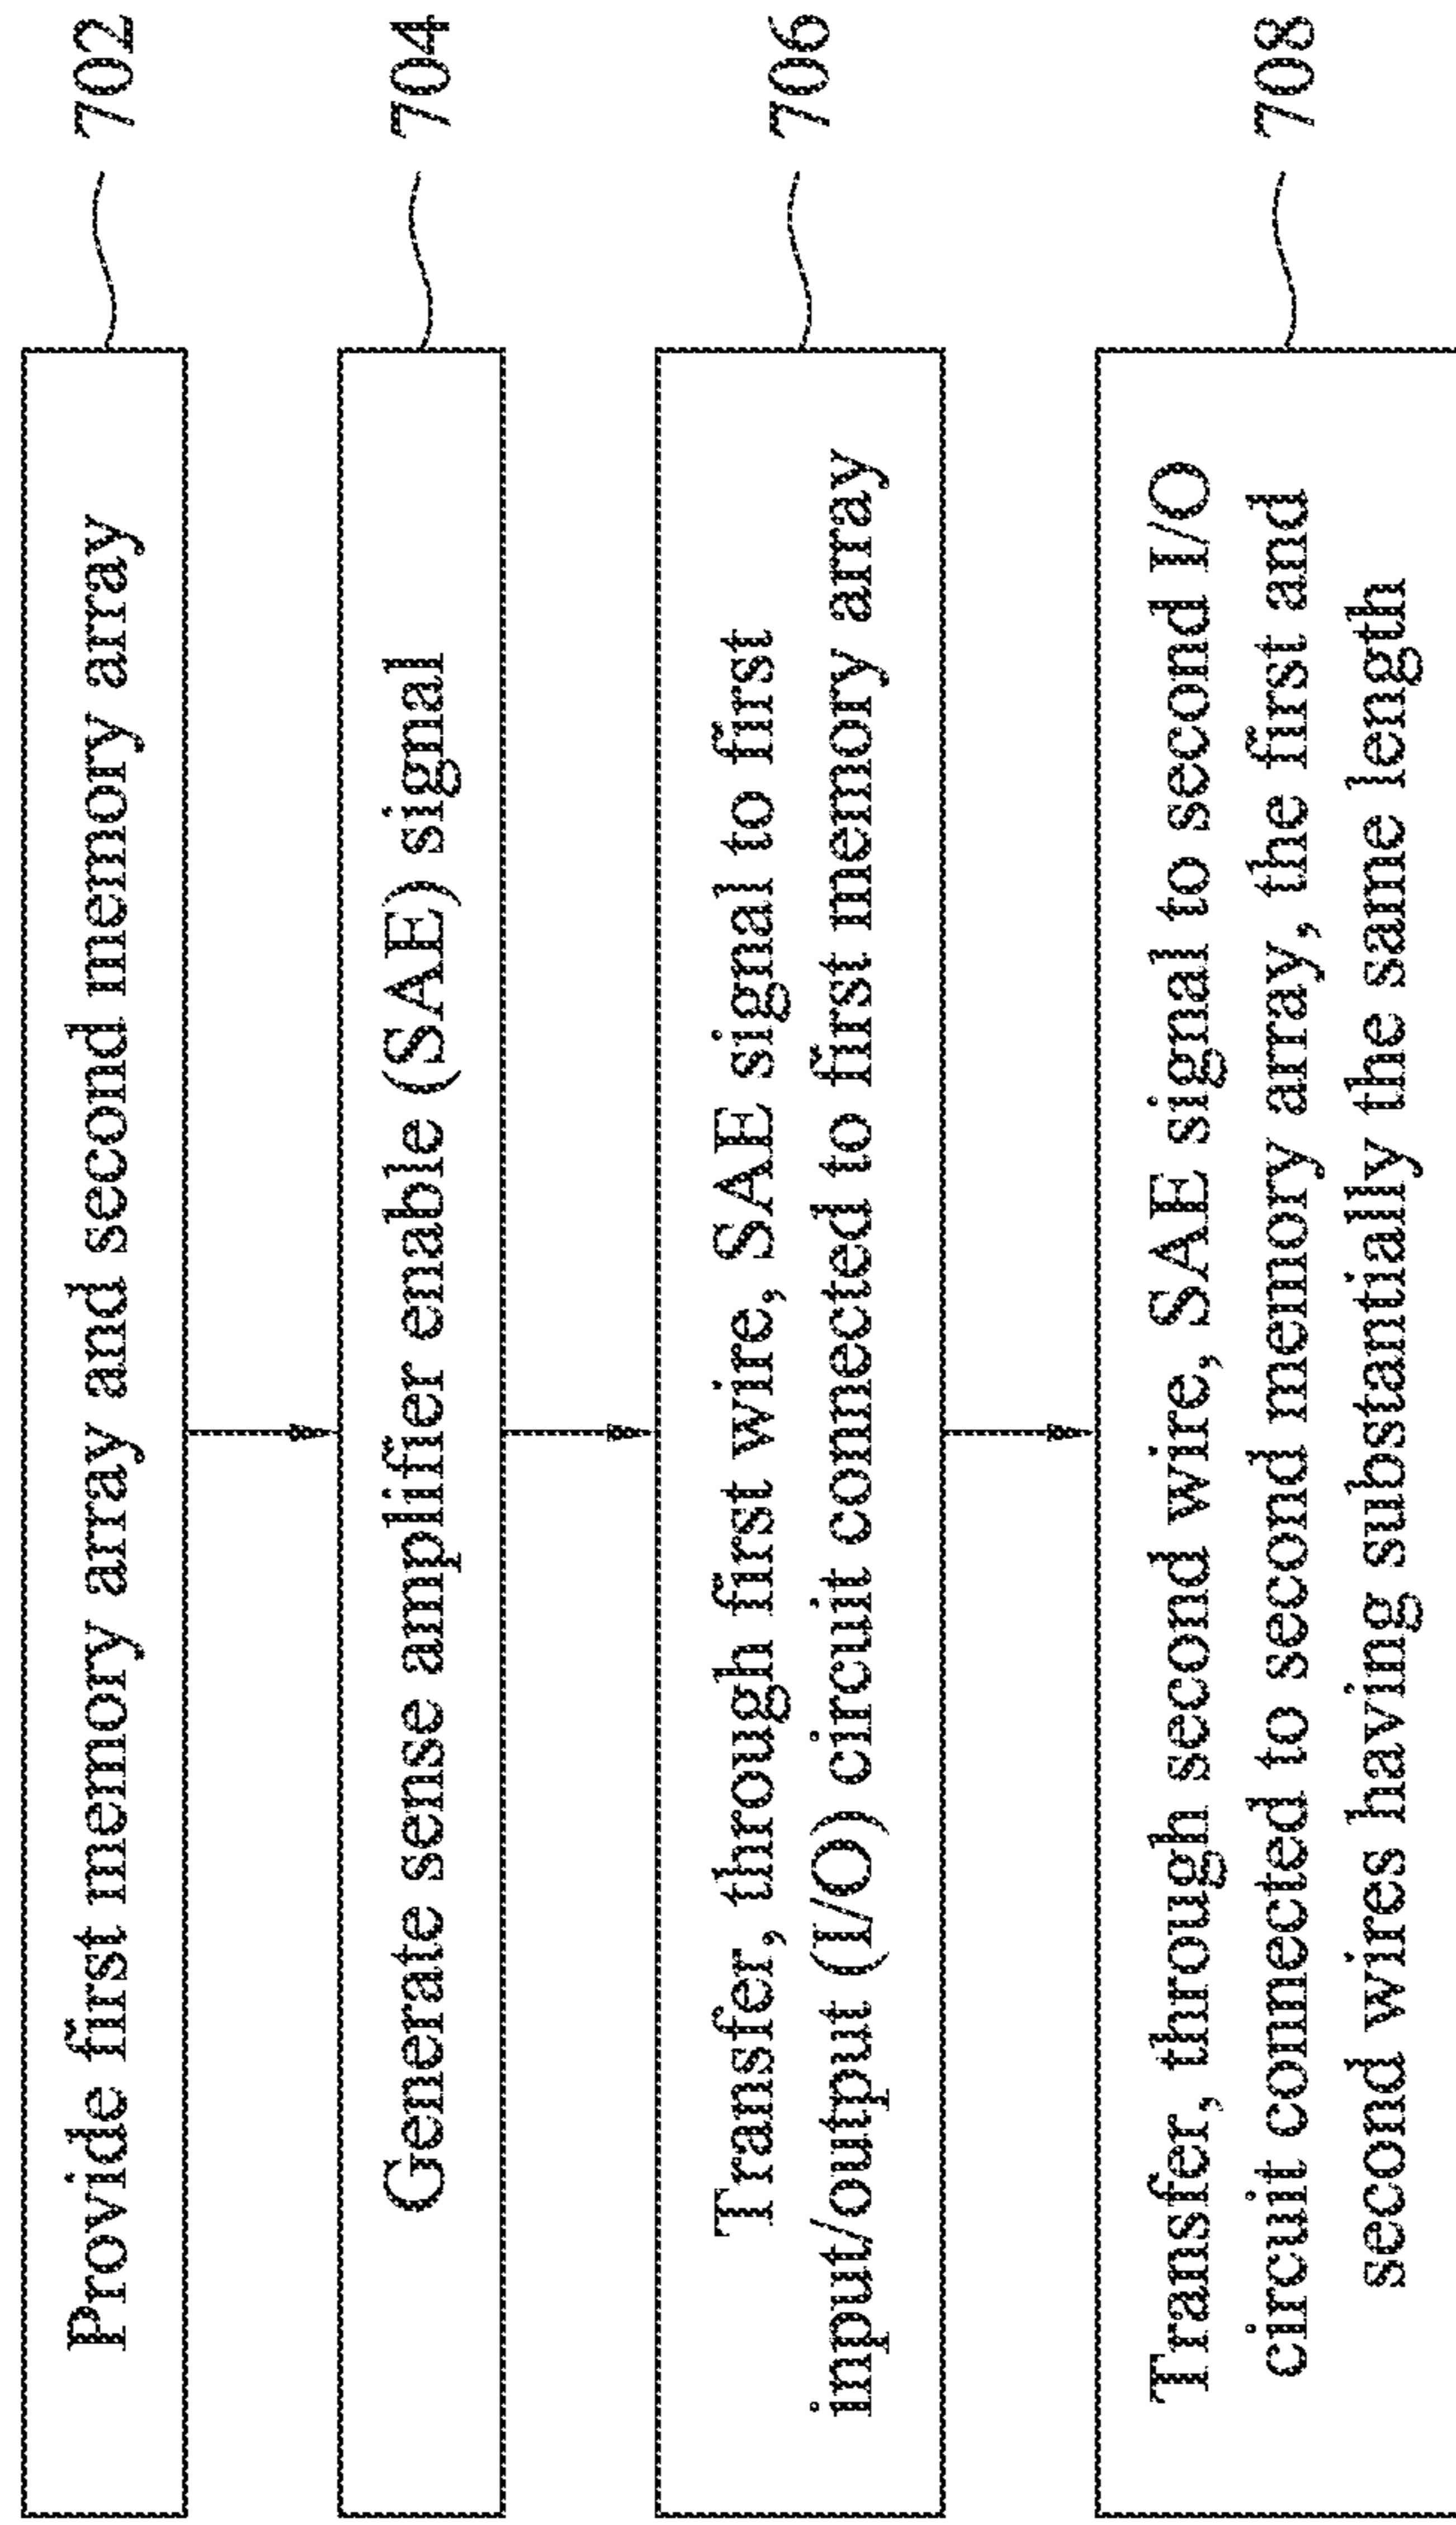 Provide first memory array and second memory array
702
Generate sense amplifier enable (SAE) signal
704
Transfer, through first wire, SAE signal to first
input/output (I/O) circuit connected to first memory array
706
Transfer, through second wire, SAE signal to second I/O
circuit connected to second memory array, the first and
second wires having substantially the same length
708